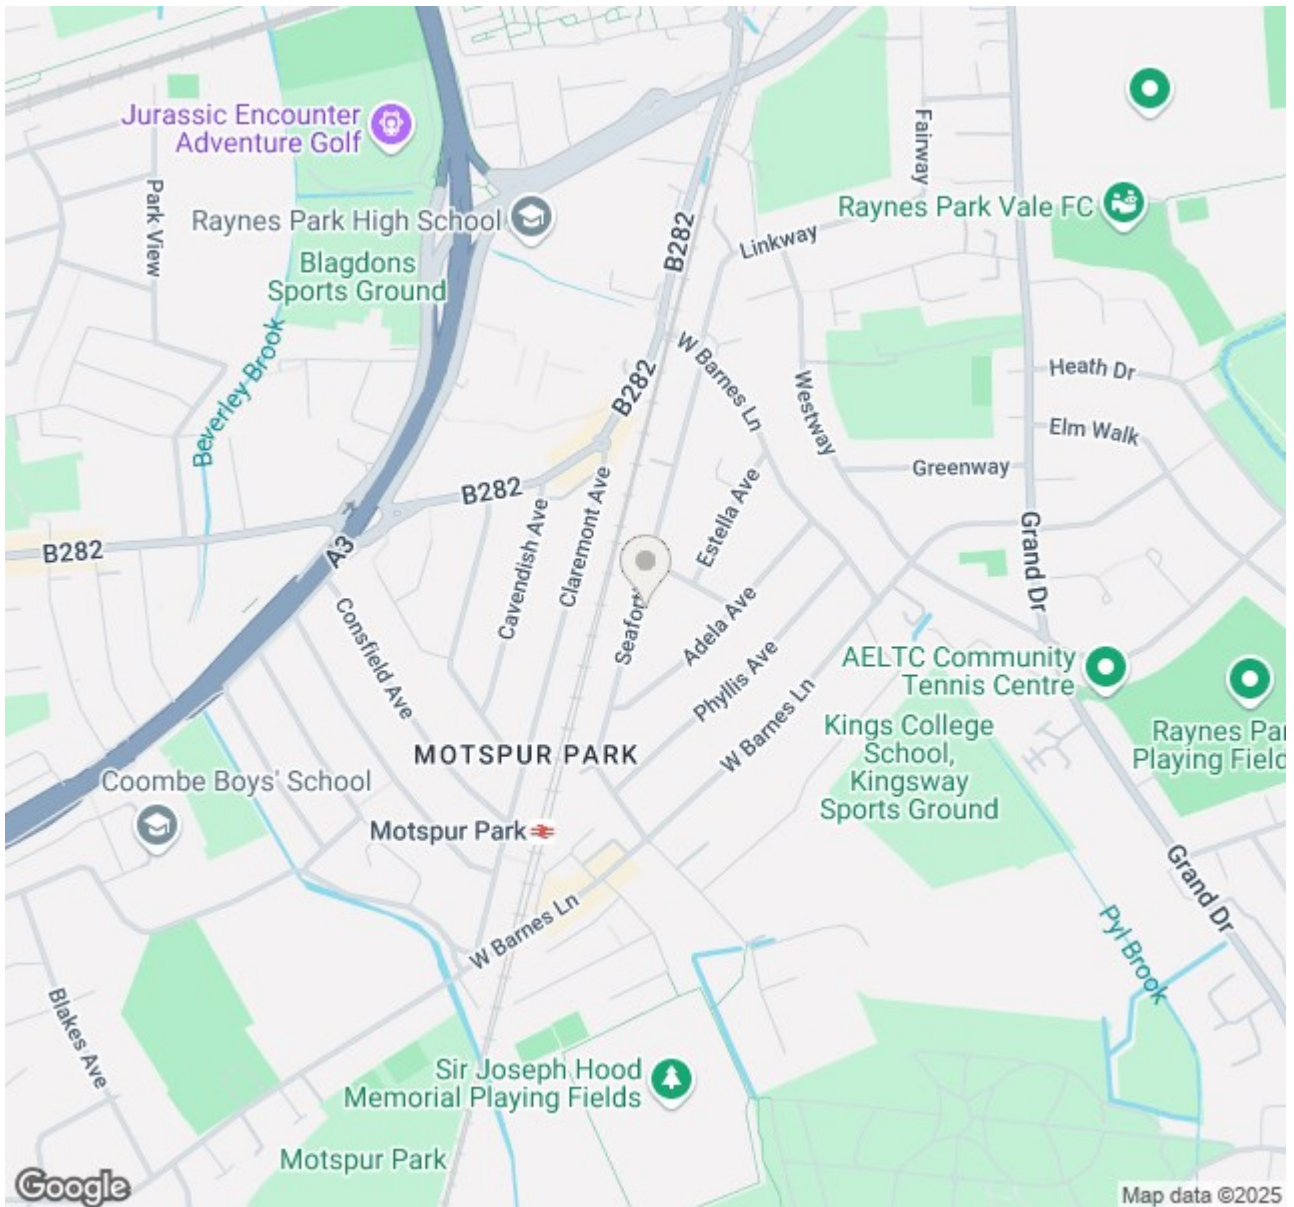 Jurassic Encounter
Adventure Golf
Park View
Fairway
Raynes Park High School
Raynes Park Vale FC
B282
Linkway
Blagdons
Sports Ground
Beverley Brook
W Barnes Ln
B282
Heath Dr
Westway
Elm Walk
Greenway
B282
Claremont Ave
Estella Ave
Cavendish Ave
B282
A3
Grand Dr
Consfield Ave
Adela Ave
Phyllis Ave
AELTC Community
Tennis Centre
W Barnes Ln
Kings College
School,
Kingsway
Sports Ground
Raynes
Playing
MOTSPUR PARK
Coombe Boys' School
Motspur Park
Grand Dr
W Barnes Ln
Pyl Brook
Blakes Ave
Sir Joseph Hood
Memorial Playing Fields
Motspur Park
Google
Map data ©2025